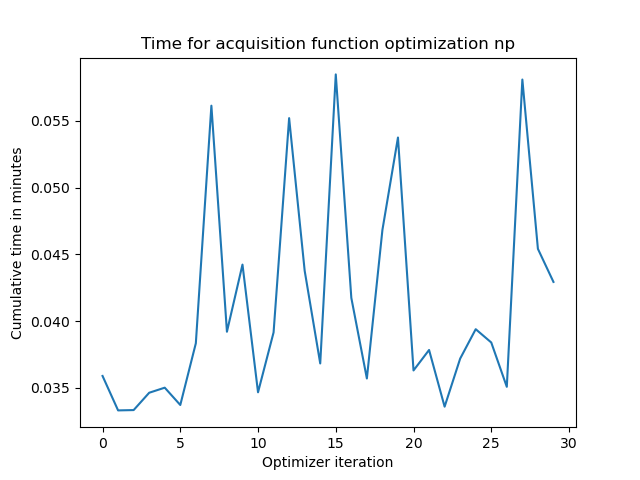 Time for acquisition function optimization np
Cumulative time in minutes
0.055
0.050
0.045
0.040
0.035
0 5 10 15 20 25 30
Optimizer iteration